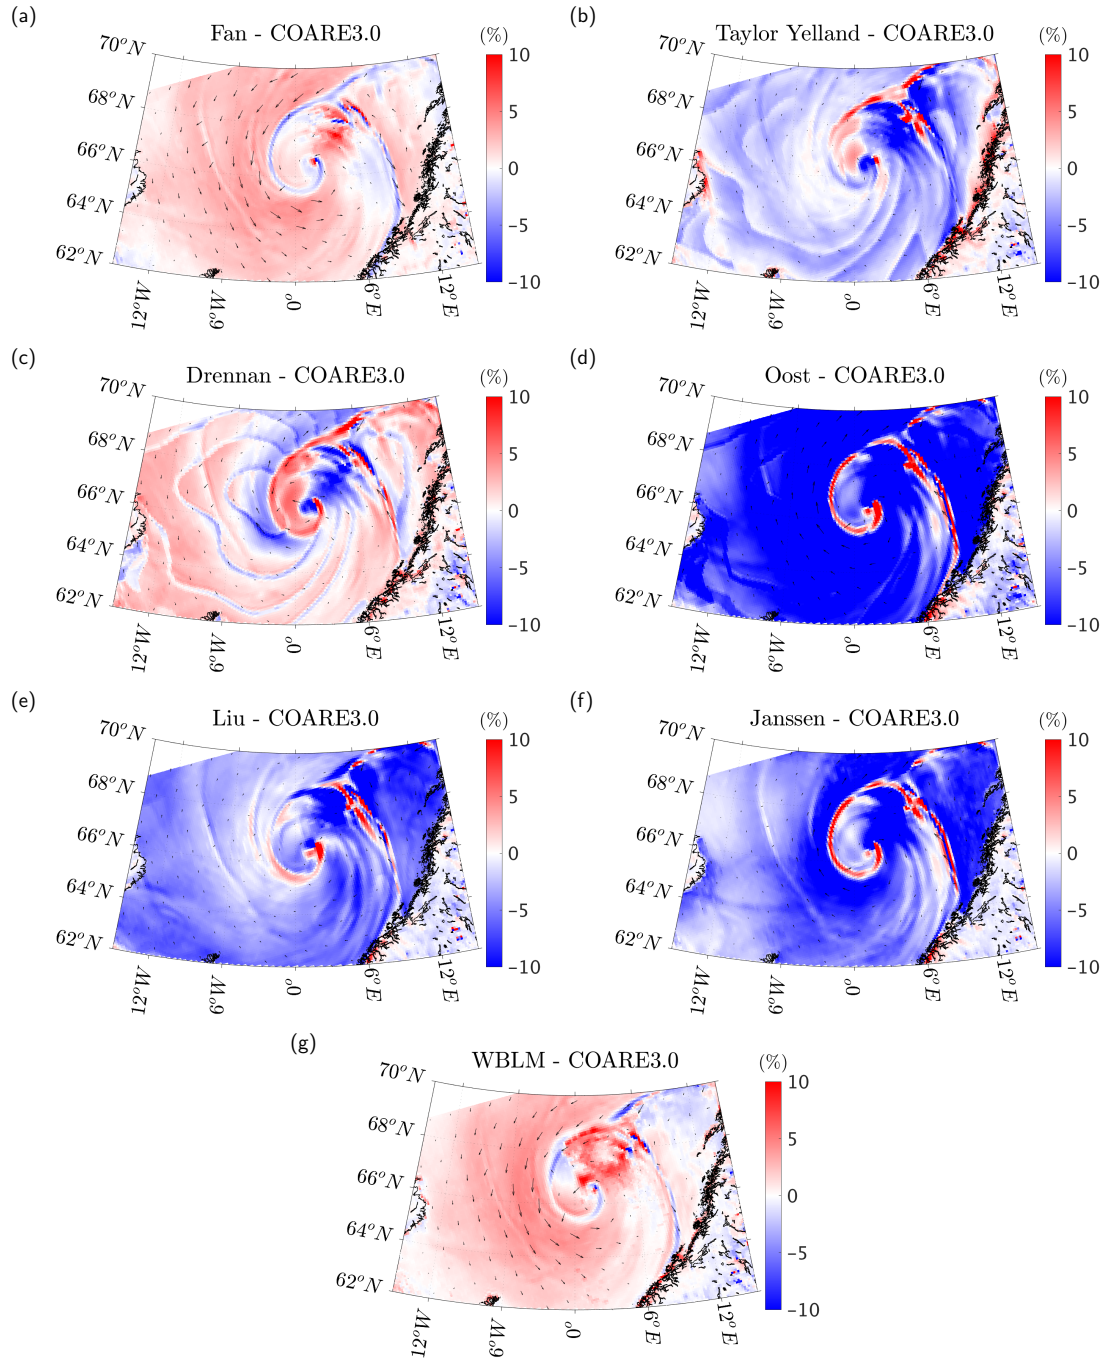 (a)
Fan - COARE3.0
(%)
70°N
68°N
66°N
64°N
62°N
12°W
6°W
0°
6°E
12°E
10
5
0
−5
−10
(b)
Taylor Yelland - COARE3.0
(%)
70°N
68°N
66°N
64°N
62°N
12°W
6°W
0°
6°E
12°E
10
5
0
−5
−10
(c)
Drennan - COARE3.0
(%)
70°N
68°N
66°N
64°N
62°N
12°W
6°W
0°
6°E
12°E
10
5
0
−5
−10
(d)
Oost - COARE3.0
(%)
70°N
68°N
66°N
64°N
62°N
12°W
6°W
0°
6°E
12°E
10
5
0
−5
−10
(e)
Liu - COARE3.0
(%)
70°N
68°N
66°N
64°N
62°N
12°W
6°W
0°
6°E
12°E
10
5
0
−5
−10
(f)
Janssen - COARE3.0
(%)
70°N
68°N
66°N
64°N
62°N
12°W
6°W
0°
6°E
12°E
10
5
0
−5
−10
(g)
WBLM - COARE3.0
(%)
70°N
68°N
66°N
64°N
62°N
12°W
6°W
0°
6°E
12°E
10
5
0
−5
−10